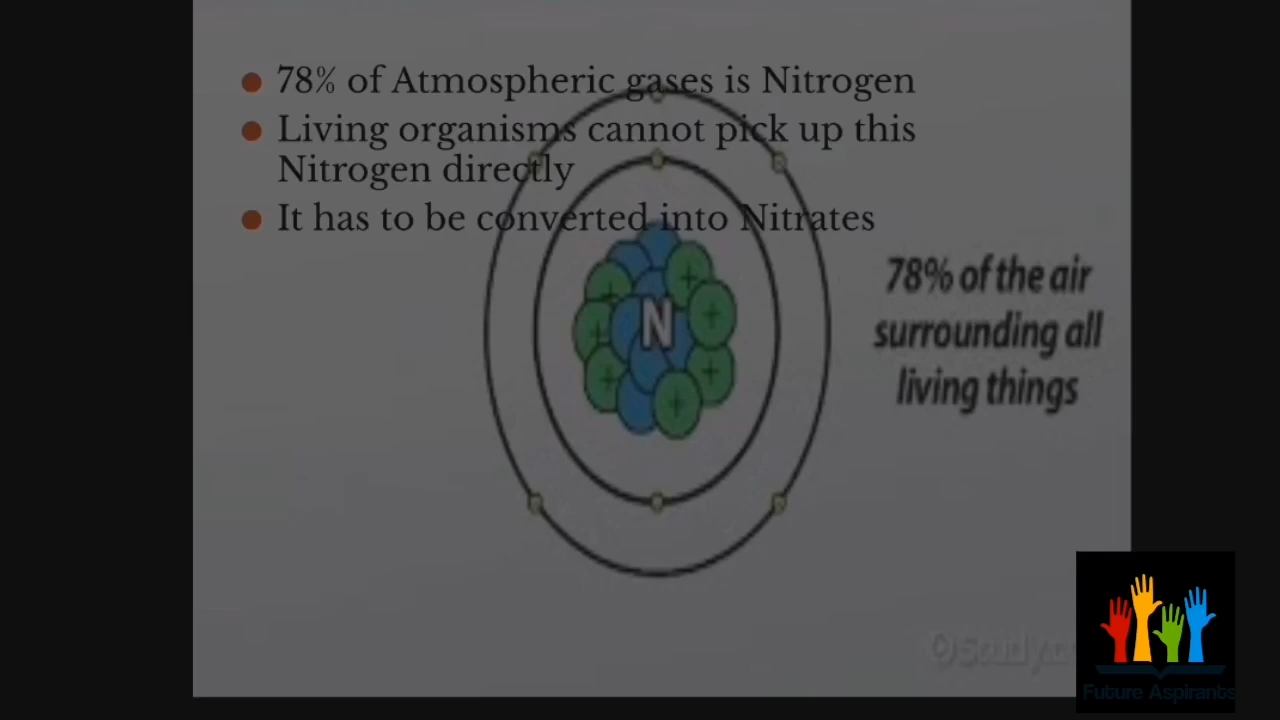 78% of Atmospheric gases is Nitrogen
Living organisms cannot pick up this
Nitrogen directly
It has to be converted into Nitrates
78% of the air
surrounding all
living things
N
Future Aspirants